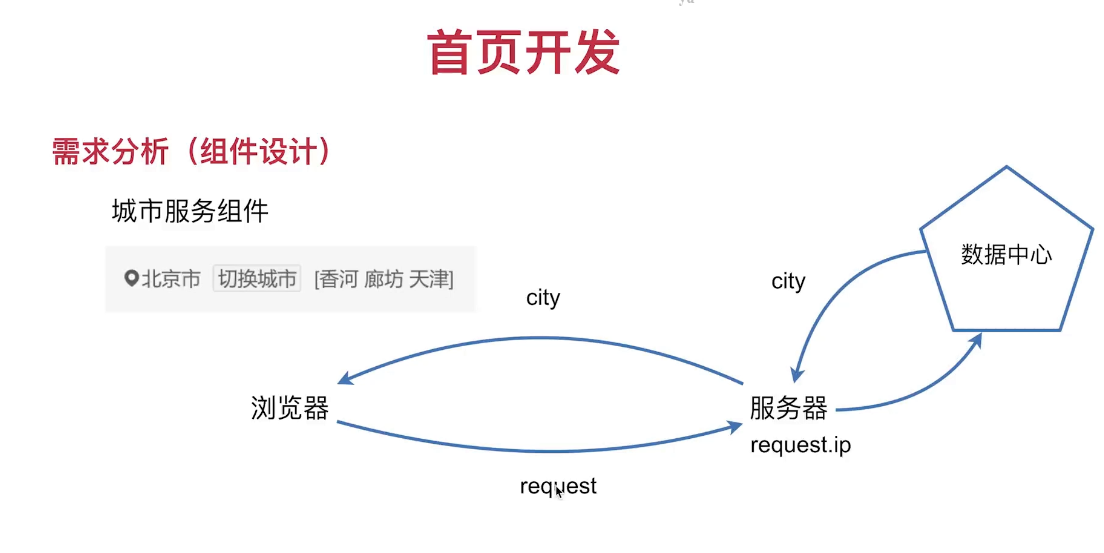 首页开发
需求分析（组件设计）
城市服务组件
北京市 切换城市 [香河 廊坊 天津]
数据中心
city
city
浏览器
服务器
request.ip
request